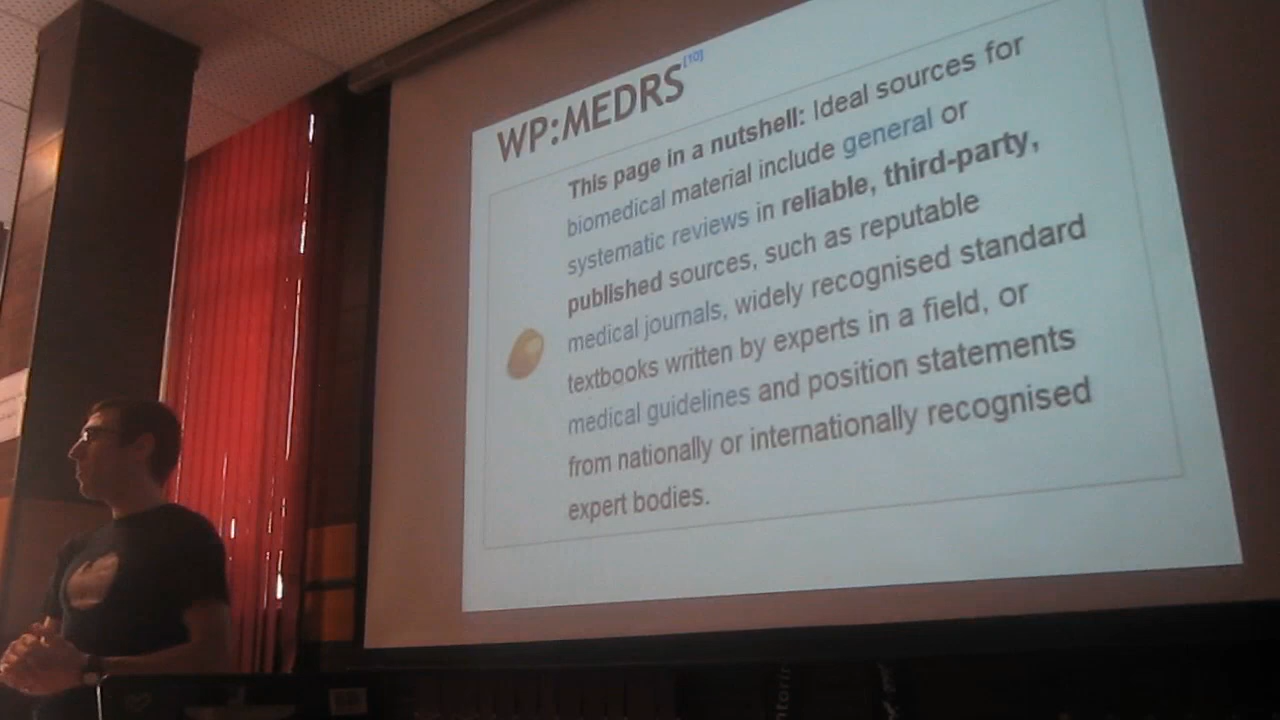 WP:MEDRS[10]
This page in a nutshell: Ideal sources for
biomedical material include general or
systematic reviews in reliable, third-party,
published sources, such as reputable
medical journals, widely recognised standard
textbooks written by experts in a field, or
medical guidelines and position statements
from nationally or internationally recognised
expert bodies.